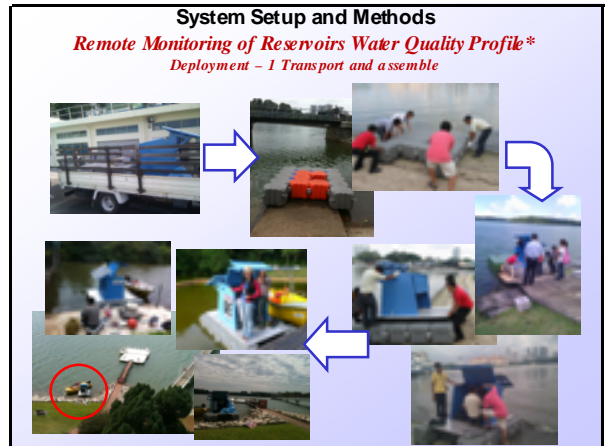 System Setup and Methods
Remote Monitoring of Reservoirs Water Quality Profile*
Deployment – 1 Transport and assemble